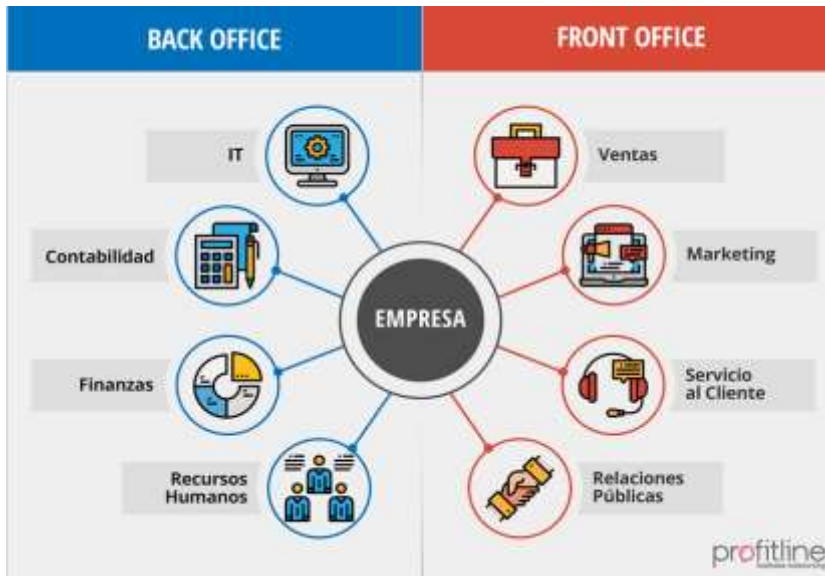 BACK OFFICE
FRONT OFFICE
IT
Contabilidad
Finanzas
Recursos
Humanos
EMPRESA
Ventas
Marketing
Servicio
al Cliente
Relaciones
Públicas
profitline